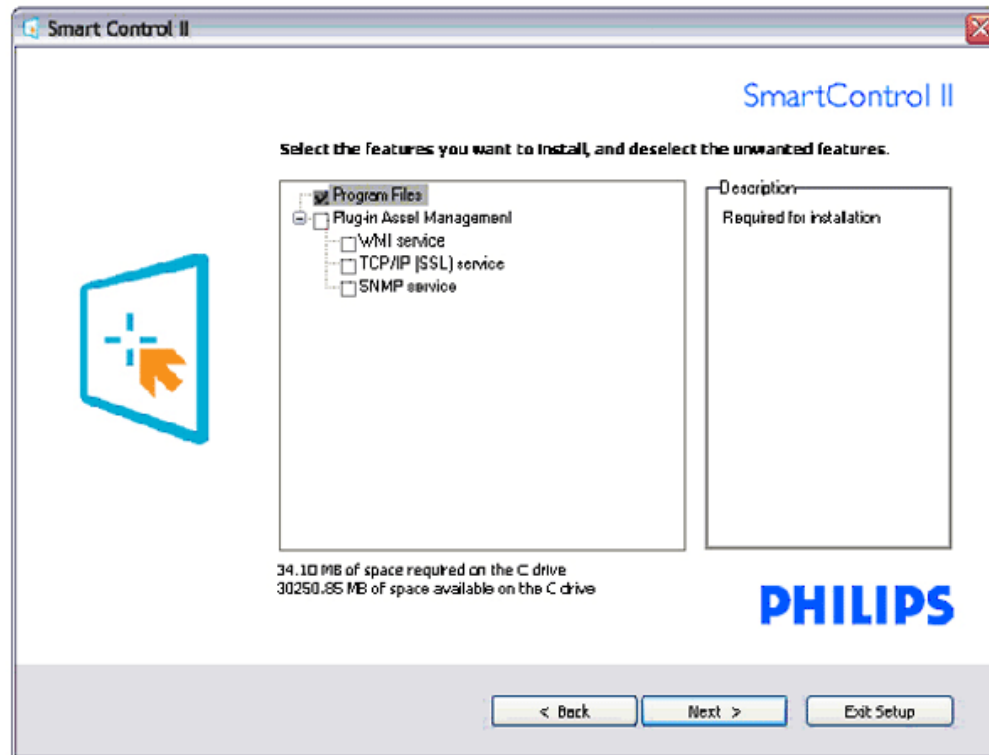 Smart Control II
SmartControl II
Select the features you want to install, and deselect the unwanted features.
Program Files
Plug-in Asset Management
WMI service
TCP/IP (SSL) service
SNMP service
Description
Required for installation
34.10 MB of space required on the C drive
30250.85 MB of space available on the C drive
PHILIPS
< Back
Next >
Exit Setup